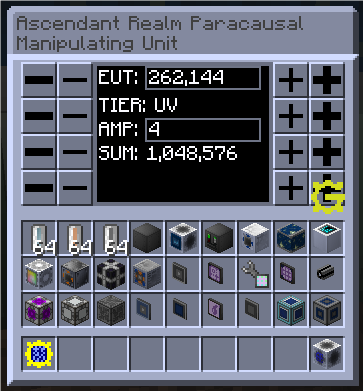 Ascendant Realm Paracausal
Manipulating Unit
EUT: 262,144
TIER: UV
AMP: 4
SUM: 1,048,576
64 64 64